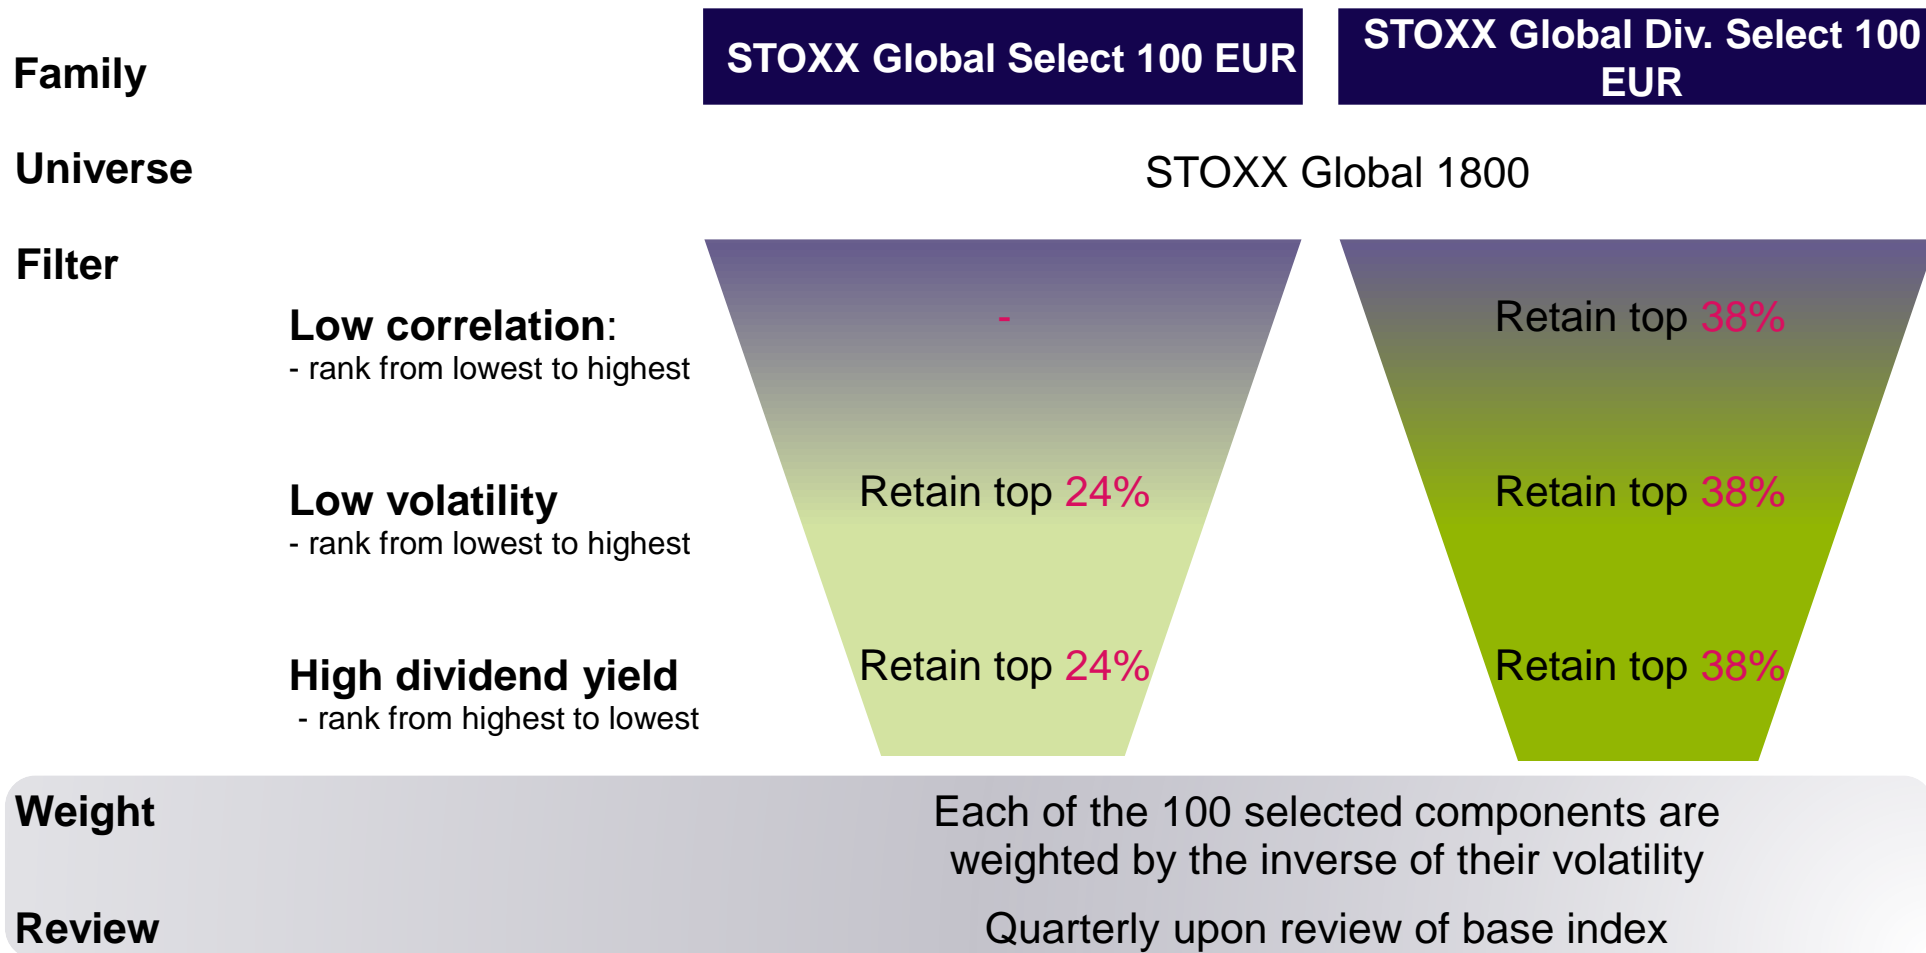 Family
STOXX Global Select 100 EUR
STOXX Global Div. Select 100
EUR
Universe
STOXX Global 1800
Filter
Low correlation:
- rank from lowest to highest
-
Retain top 38%
Low volatility
- rank from lowest to highest
Retain top 24%
Retain top 38%
High dividend yield
- rank from highest to lowest
Retain top 24%
Retain top 38%
Weight
Each of the 100 selected components are
weighted by the inverse of their volatility
Review
Quarterly upon review of base index